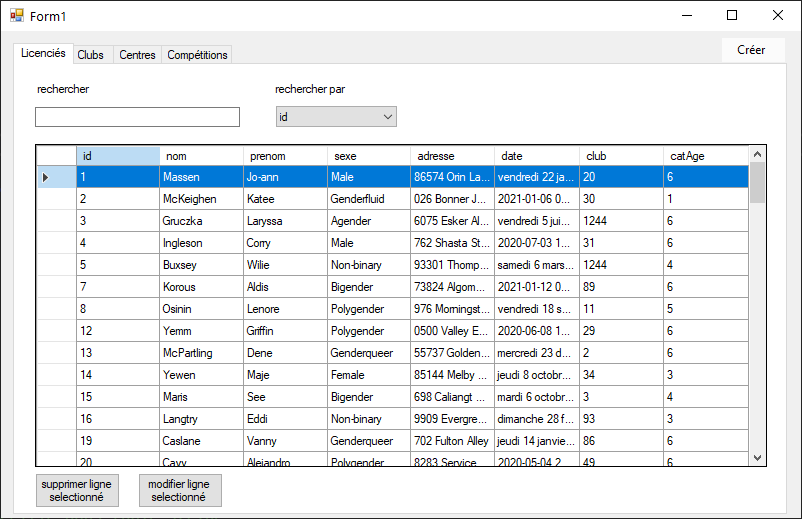 Form1
Licenciés Clubs Centres Compétitions Créer
rechercher rechercher par
id
id nom prenom sexe adresse date club catAge
1 Massen Jo-ann Male 86574 Orin La... vendredi 22 ja... 20 6
2 McKeighen Katee Genderfluid 026 Bonner J... 2021-01-06 0... 30 1
3 Gruczka Laryssa Agender 6075 Esker Al... vendredi 5 jui... 1244 6
4 Ingleson Corry Male 762 Shasta St... 2020-07-03 1... 31 6
5 Buxsey Wilie Non-binary 93301 Thomp... samedi 6 mars... 1244 4
7 Korous Aldis Bigender 73824 Algom... 2021-01-12 0... 89 6
8 Osinin Lenore Polygender 976 Morningst... vendredi 18 s... 11 5
12 Yemm Griffin Polygender 0500 Valley E... 2020-06-08 1... 29 6
13 McPartling Dene Genderqueer 55737 Golden... mercredi 23 d... 2 6
14 Yewen Maje Female 85144 Melby ... jeudi 8 octobr... 34 3
15 Maris See Bigender 698 Caliangt ... mardi 6 octobr... 3 4
16 Langtry Eddi Non-binary 9909 Evergre... dimanche 28 f... 93 3
19 Caslane Vanny Genderqueer 702 Fulton Alley jeudi 14 janvie... 86 6
20 Cavy Alejandro Polygender 8283 Service ... 2020-05-04 2... 49 6
supprimer ligne modifier ligne
selectionné selectionné